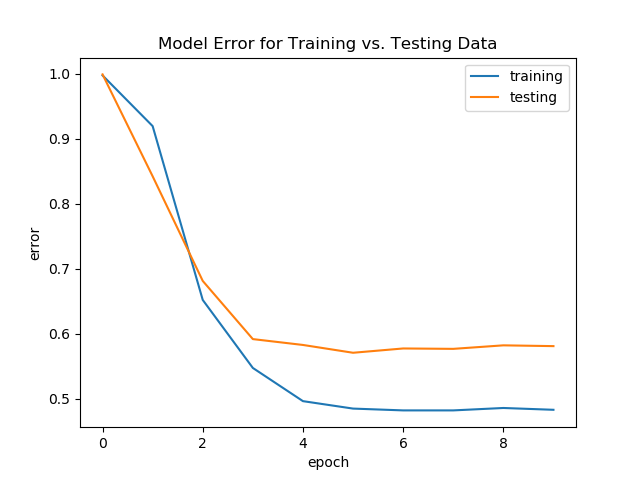 Model Error for Training vs. Testing Data
training
testing
1.0
0.9
0.8
0.7
0.6
0.5
error
0
2
4
6
8
epoch